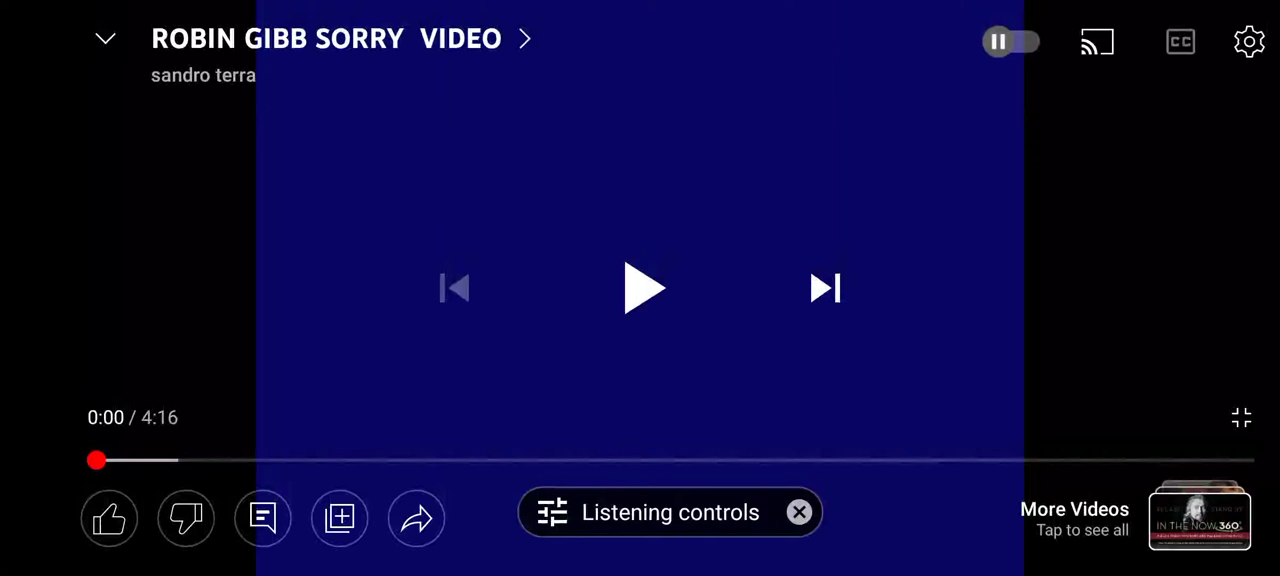 ROBIN GIBB SORRY  VIDEO
sandro terra
CC
0:00 / 4:16
Listening controls
More Videos
Tap to see all
IN THE NOW 360°